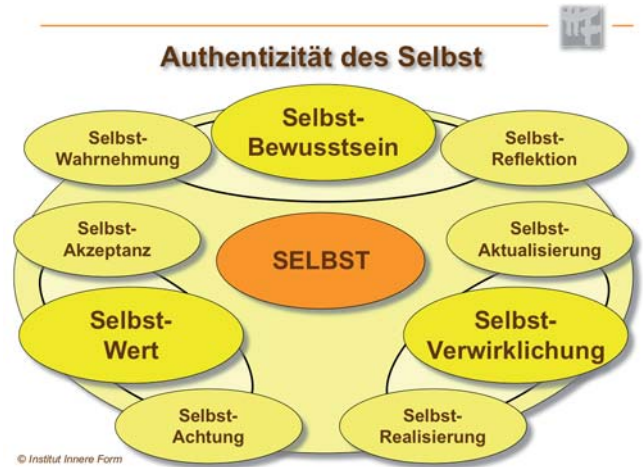 Authentizität des Selbst
Selbst-
Wahrnehmung
Selbst-
Bewusstsein
Selbst-
Reflektion
Selbst-
Akzeptanz
SELBST
Selbst-
Aktualisierung
Selbst-
Wert
Selbst-
Verwirklichung
Selbst-
Achtung
Selbst-
Realisierung
© Institut Innere Form